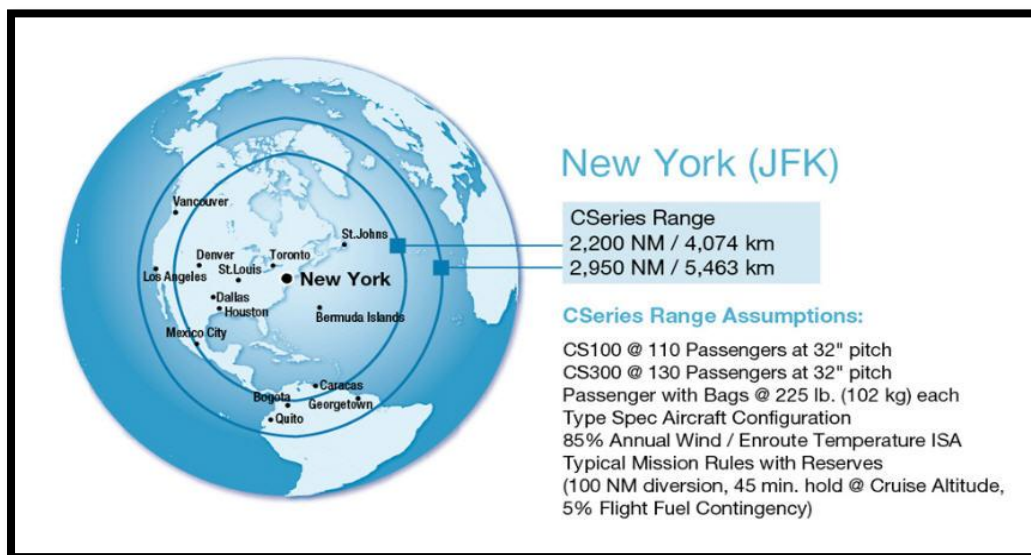 Vancouver
St.Johns
Denver
Toronto
Los Angeles
St.Louis
New York
Dallas
Houston
Bermuda Islands
Mexico City
Caracas
Bogota
Georgetown
Quito
New York (JFK)
CSeries Range
2,200 NM / 4,074 km
2,950 NM / 5,463 km
CSeries Range Assumptions:
CS100 @ 110 Passengers at 32" pitch
CS300 @ 130 Passengers at 32" pitch
Passenger with Bags @ 225 lb. (102 kg) each
Type Spec Aircraft Configuration
85% Annual Wind / Enroute Temperature ISA
Typical Mission Rules with Reserves
(100 NM diversion, 45 min. hold @ Cruise Altitude,
5% Flight Fuel Contingency)